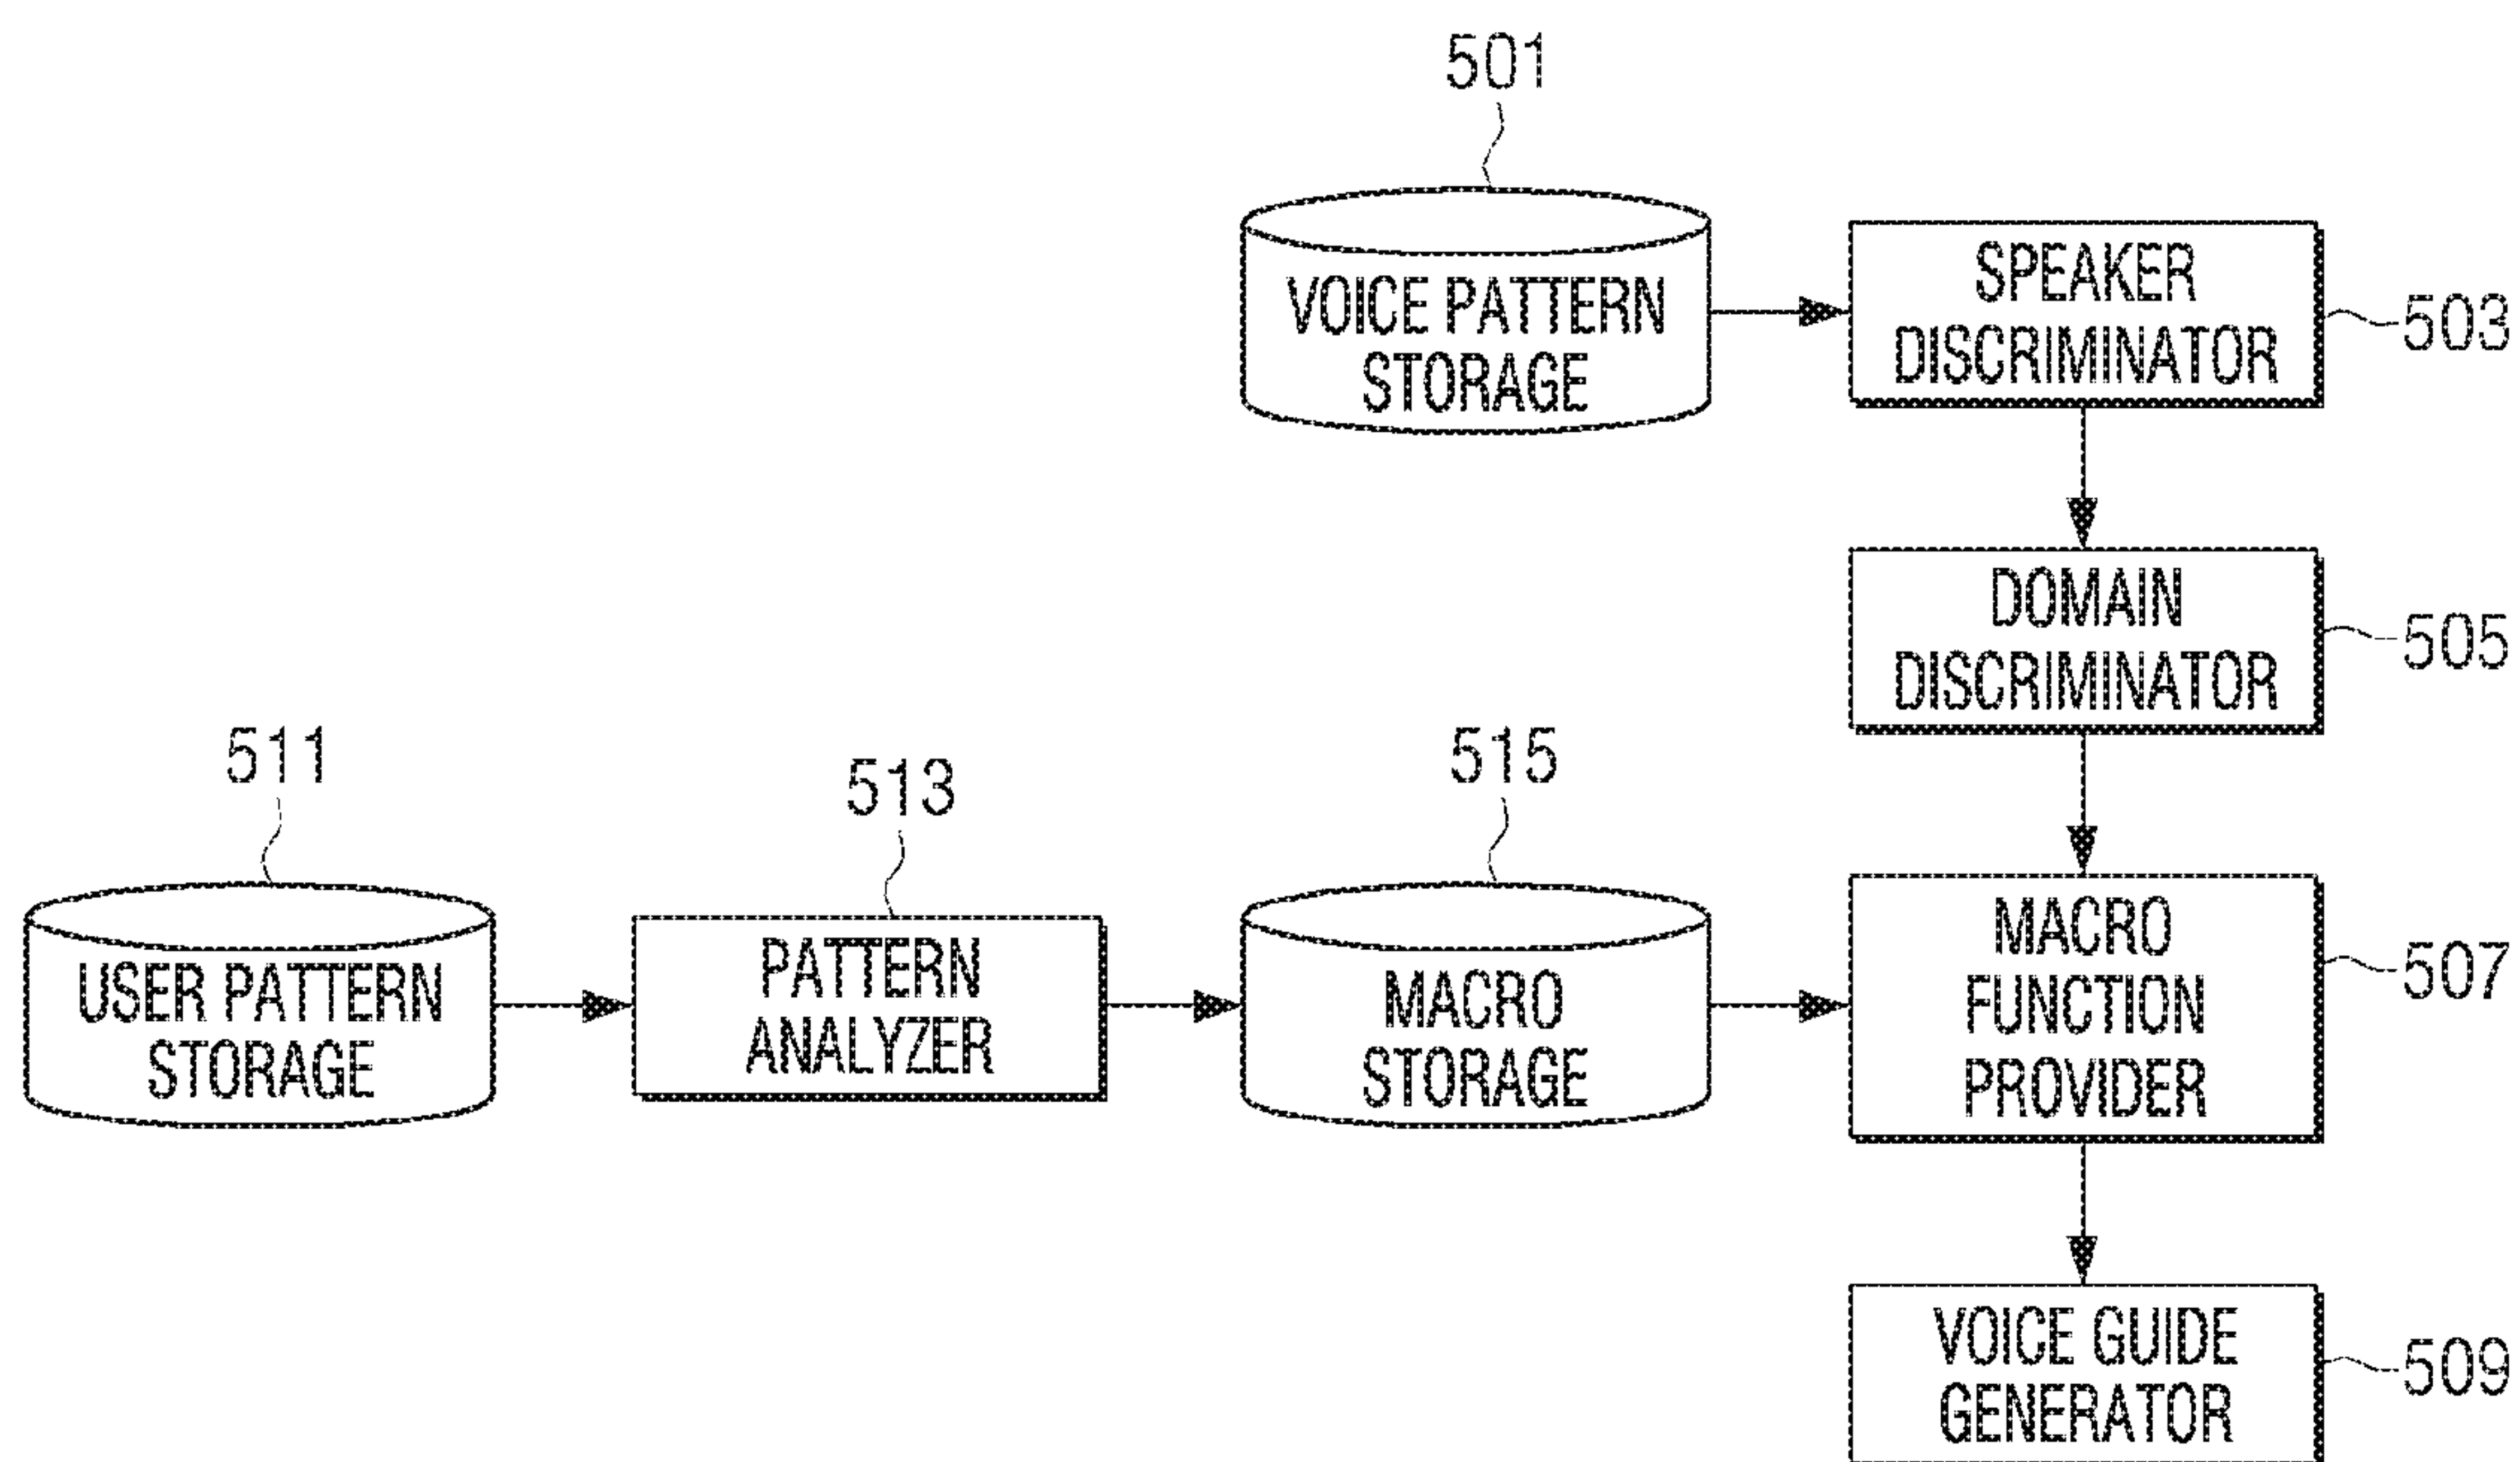 501
VOICE PATTERN
STORAGE
SPEAKER
DISCRIMINATOR
503
DOMAIN
DISCRIMINATOR
505
511
USER PATTERN
STORAGE
513
PATTERN
ANALYZER
515
MACRO
STORAGE
MACRO
FUNCTION
PROVIDER
507
VOICE GUIDE
GENERATOR
509